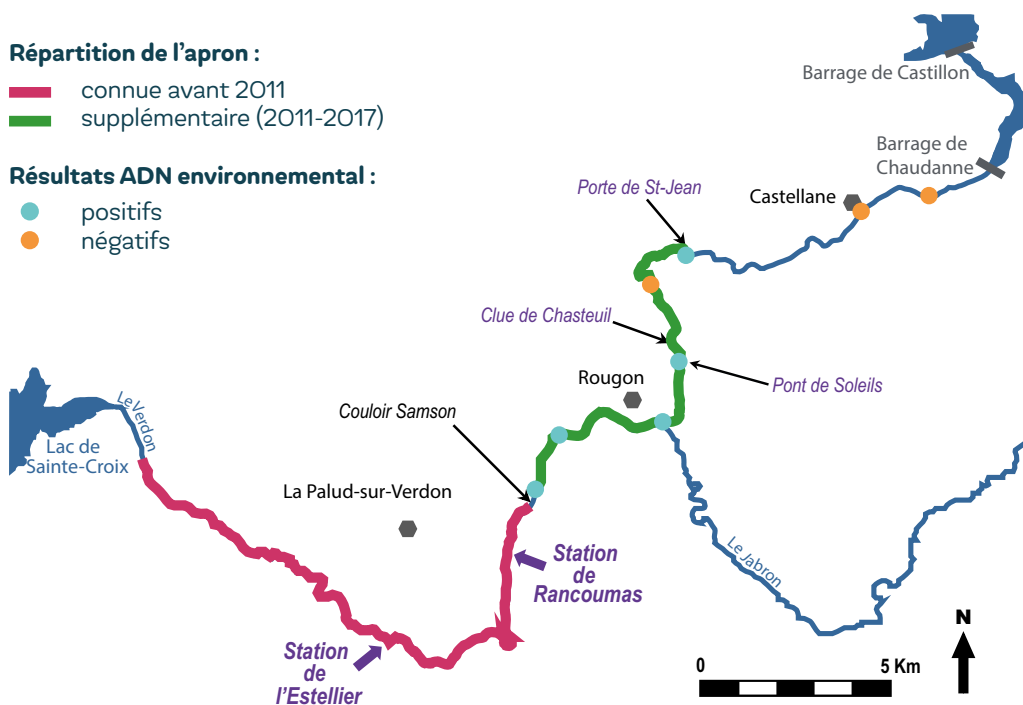 Répartition de l'apron :
connue avant 2011
supplémentaire (2011-2017)
Résultats ADN environnemental :
positifs
négatifs
Barrage de Castillon
Barrage de
Chaudanne
Porte de St-Jean
Castellane
Clue de Chasteuil
Rougon
Pont de Soleils
Couloir Samson
Le Verdon
Lac de
Sainte-Croix
La Palud-sur-Verdon
Station
de
Rancoumas
Le Jabron
Station
de
l'Estellier
N
0 5 Km